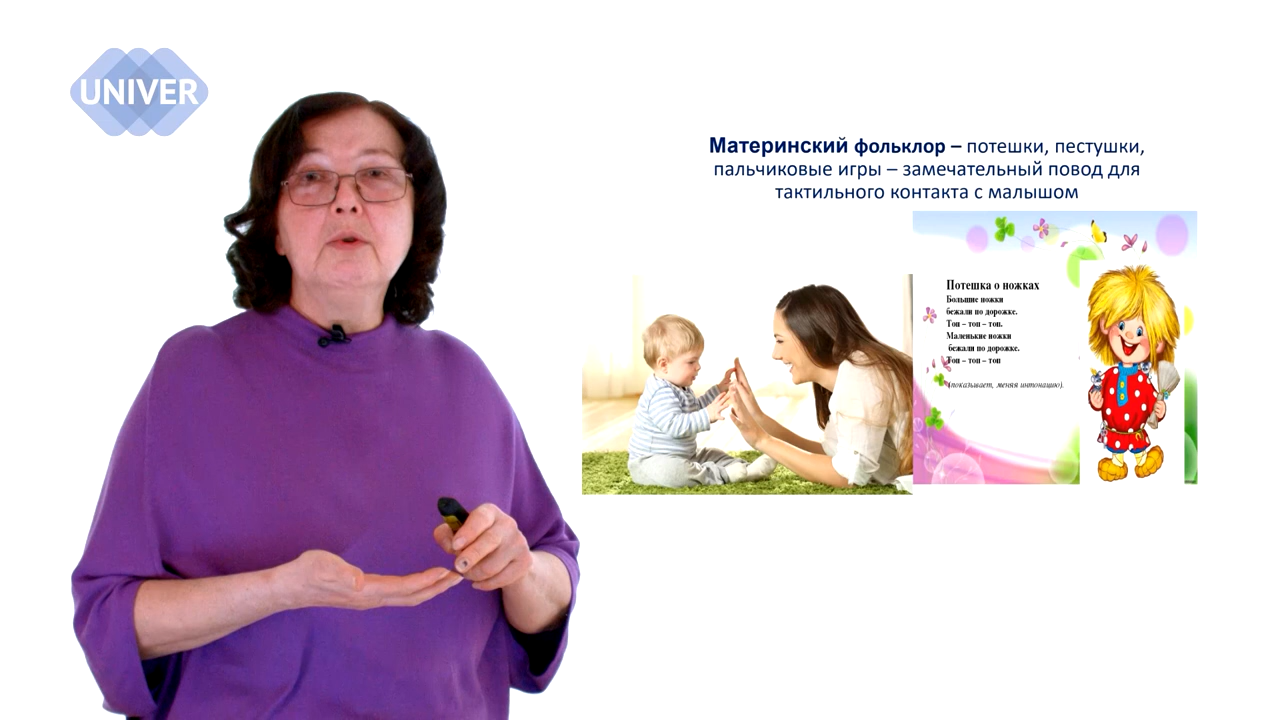 UNIVER
Материнский фольклор – потешки, пестушки,
пальчиковые игры – замечательный повод для
тактильного контакта с малышом
Потешка о ножках
Большие ножки
бежали по дорожке.
Топ – топ – топ.
Маленькие ножки
бежали по дорожке.
Топ – топ – топ
(показывает, меняя интонацию).